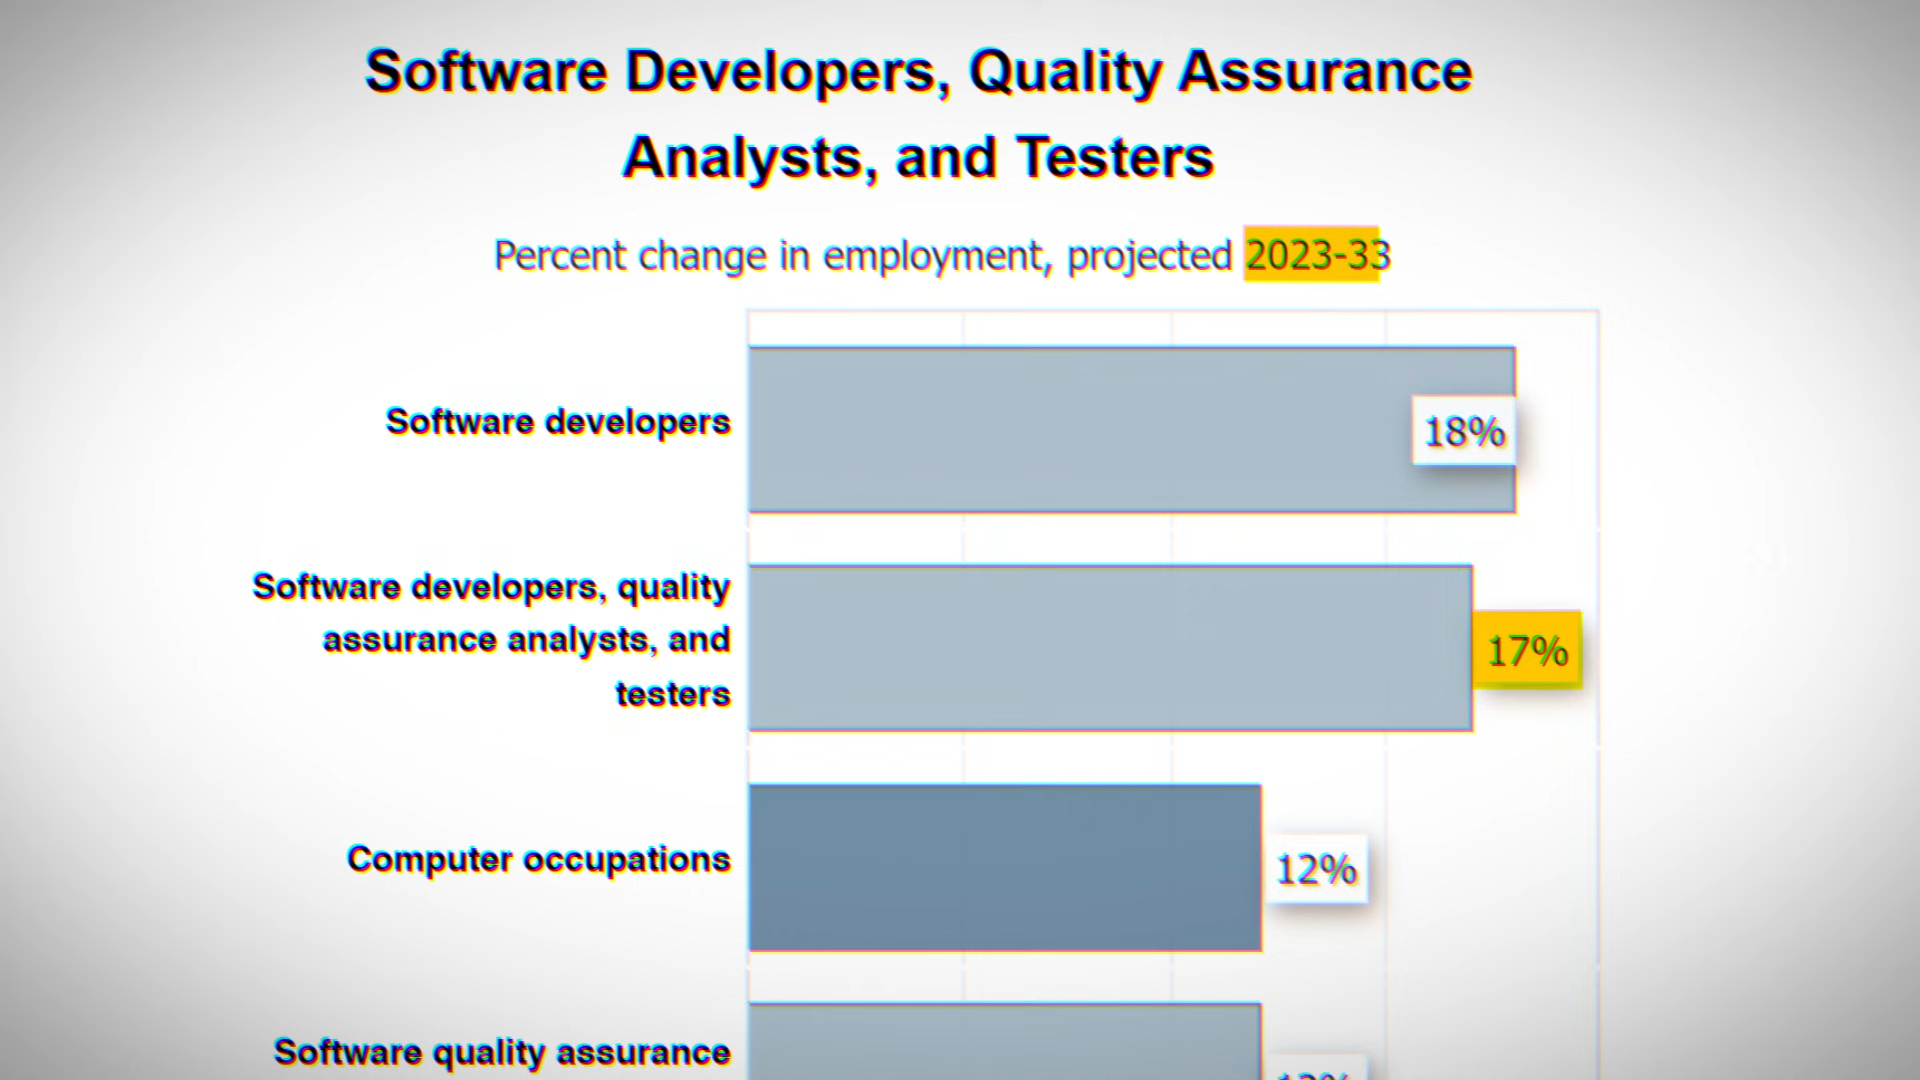 Software Developers, Quality Assurance
Analysts, and Testers
Percent change in employment, projected 2023-33
Software developers
18%
Software developers, quality
assurance analysts, and
testers
17%
Computer occupations
12%
Software quality assurance